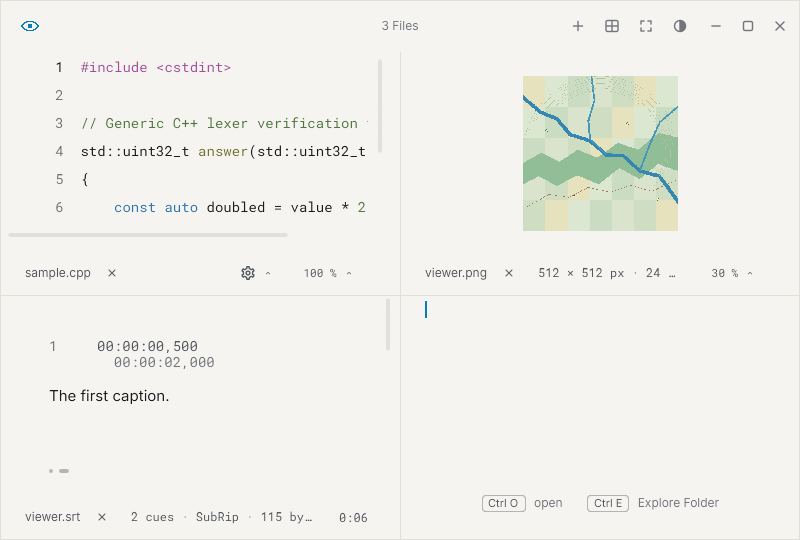 3 Files
1 #include <cstdint>
2
3 // Generic C++ lexer verification
4 std::uint32_t answer(std::uint32_t
5 {
6 const auto doubled = value * 2
sample.cpp × 100 %
viewer.png × 512 × 512 px · 24 …
30 %
1 00:00:00,500
00:00:02,000
The first caption.
viewer.srt × 2 cues · SubRip · 115 by… 0:06
Ctrl O open Ctrl E Explore Folder